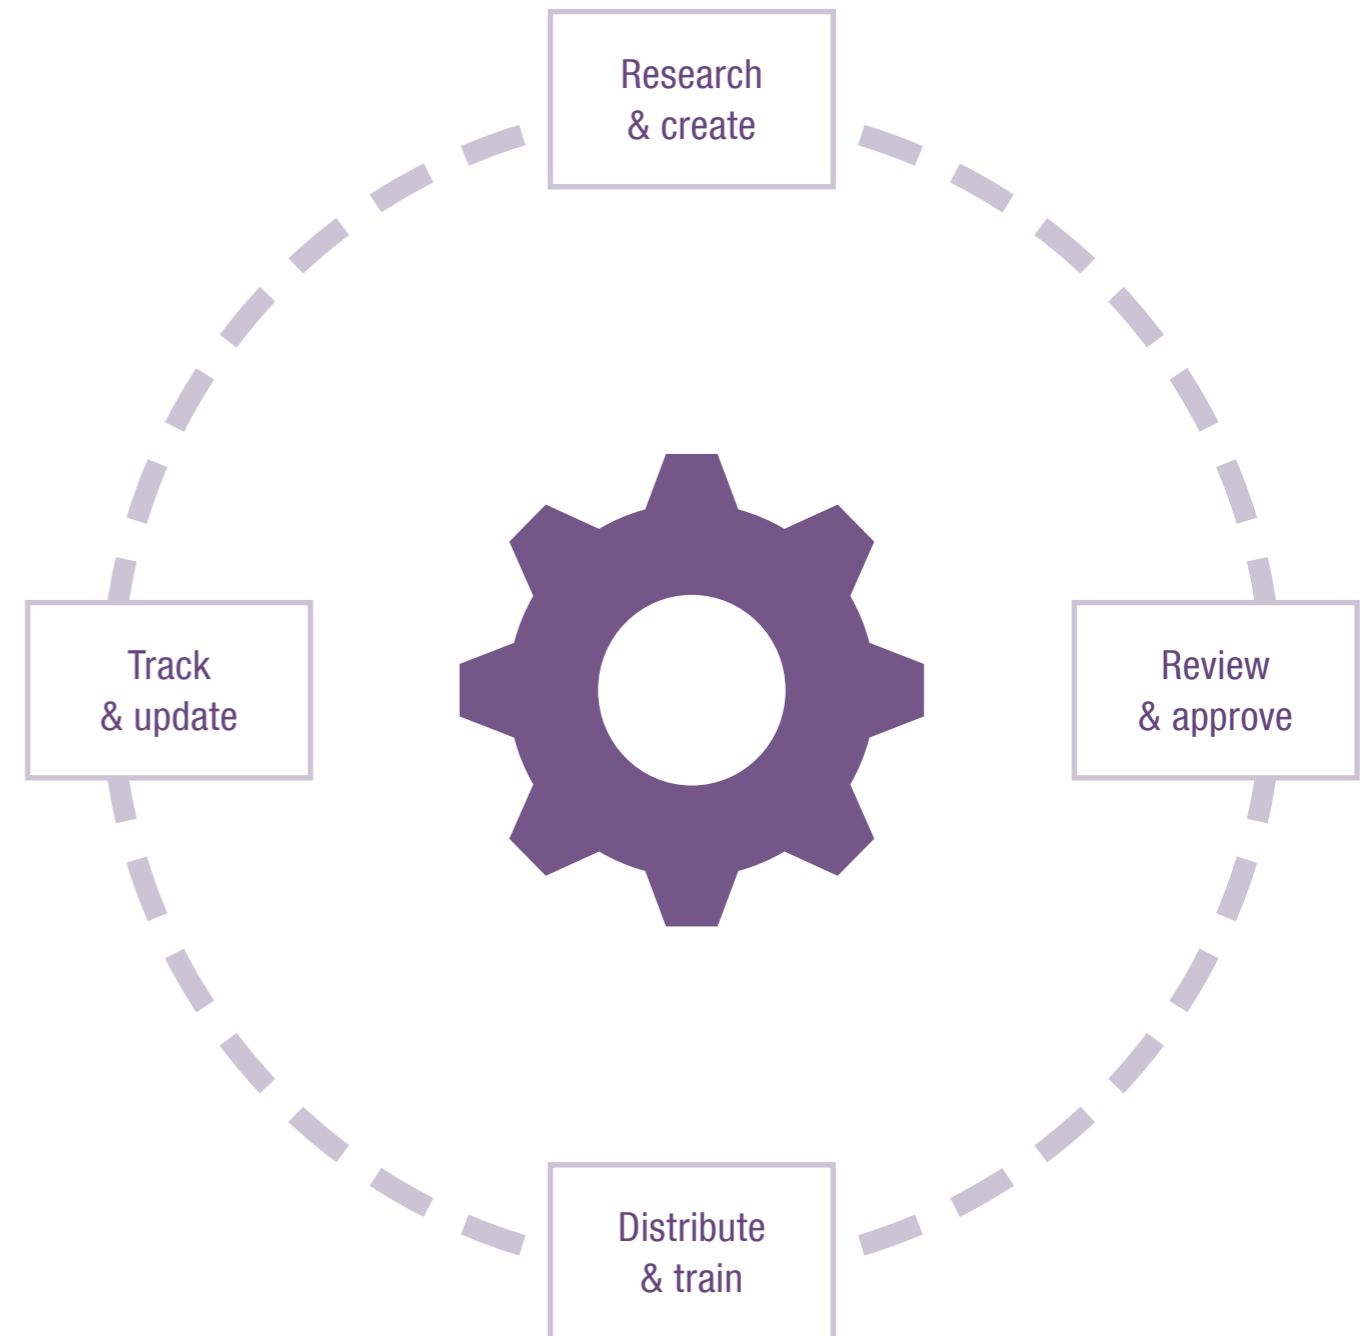 Research
& create
Track
& update
Review
& approve
Distribute
& train